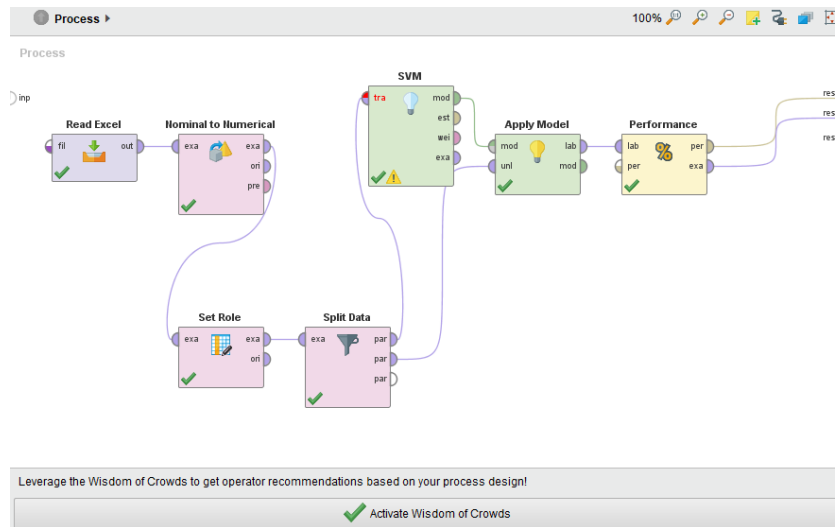 Process
100%
Process
inp
res
res
res
Read Excel
fil out
Nominal to Numerical
exa exa
ori
pre
SVM
tra mod
est
wei
exa
Apply Model
mod lab
unl mod
Performance
lab per
per exa
Set Role
exa exa
ori
Split Data
exa par
par
par
Leverage the Wisdom of Crowds to get operator recommendations based on your process design!
Activate Wisdom of Crowds